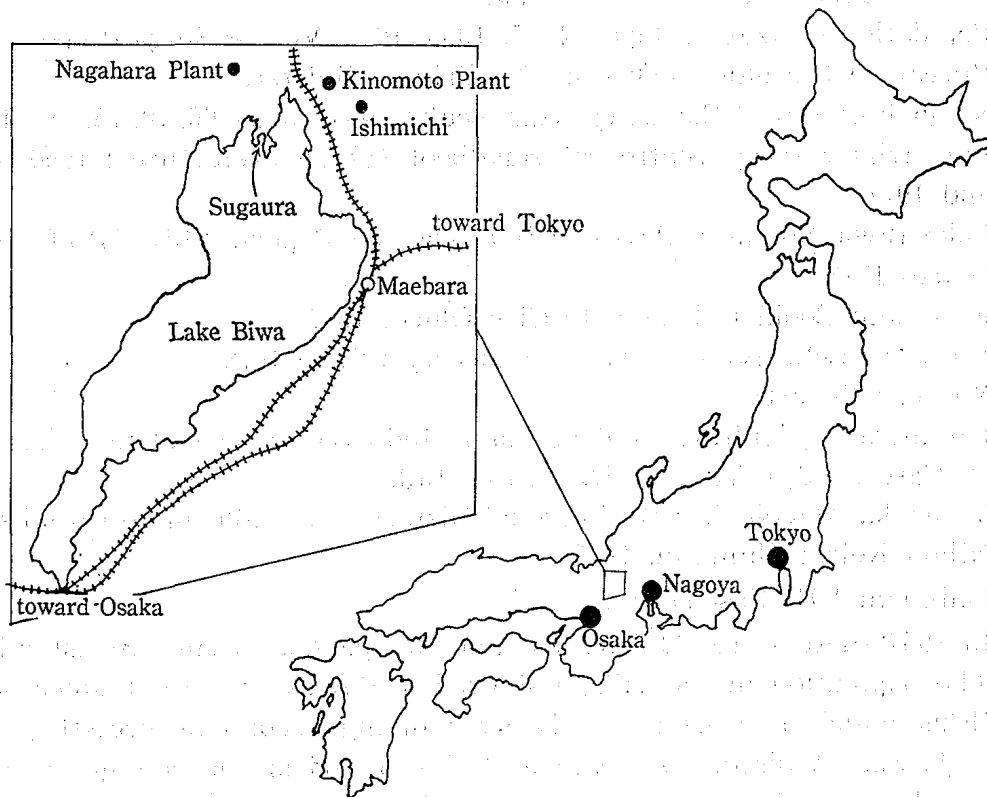 Nagahara Plant
Kinomoto Plant
Ishimichi
Sugaura
toward Tokyo
Maebara
Lake Biwa
toward Osaka
Tokyo
Nagoya
Osaka